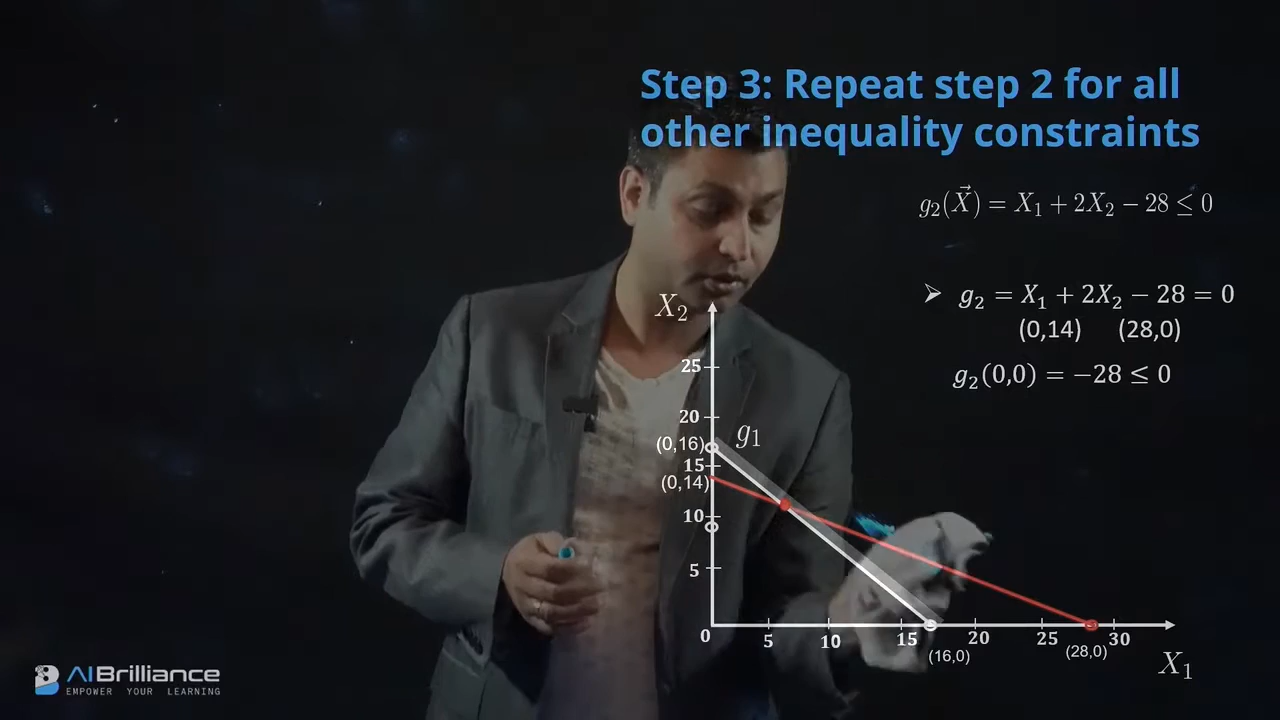 Step 3: Repeat step 2 for all
other inequality constraints
g₂(X⃗) = X₁ + 2X₂ − 28 ≤ 0
➢ g₂ = X₁ + 2X₂ − 28 = 0
(0,14) (28,0)
g₂(0,0) = −28 ≤ 0
X₂
25
20
g₁
(0,16)
15
(0,14)
10
5
0 5 10 15 20 25 30
(16,0) (28,0)
X₁
AIBrilliance
EMPOWER YOUR LEARNING